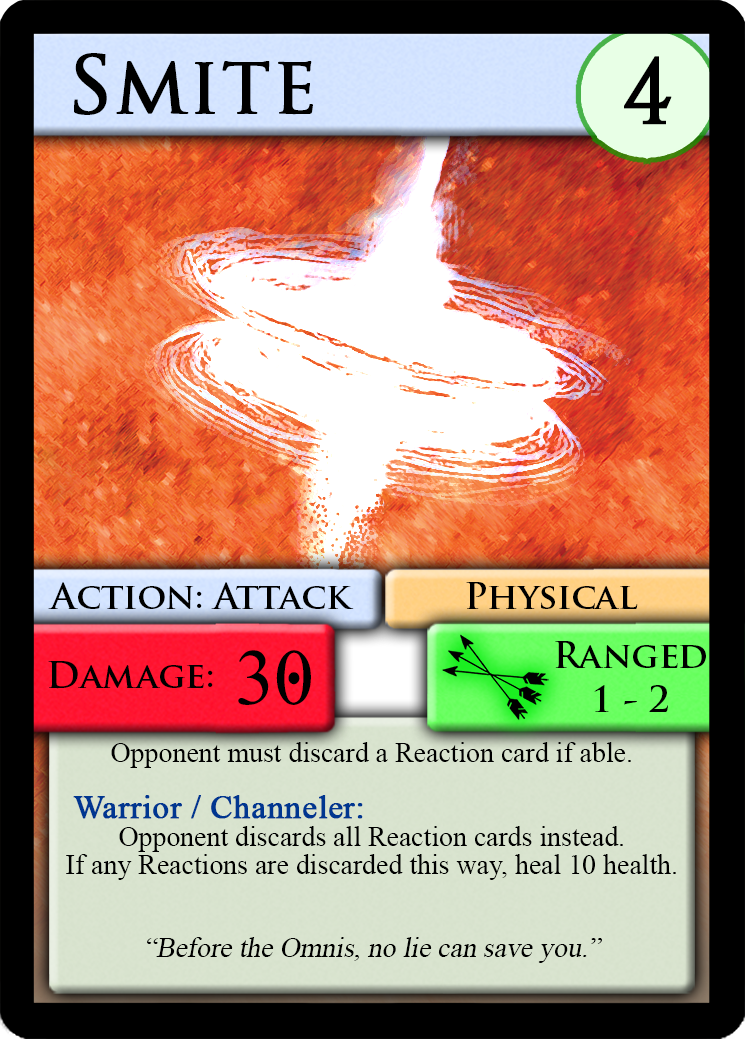 Smite
4
Action: Attack
Physical
Damage: 30
Ranged
1 - 2
Opponent must discard a Reaction card if able.
Warrior / Channeler:
Opponent discards all Reaction cards instead.
If any Reactions are discarded this way, heal 10 health.
“Before the Omnis, no lie can save you.”